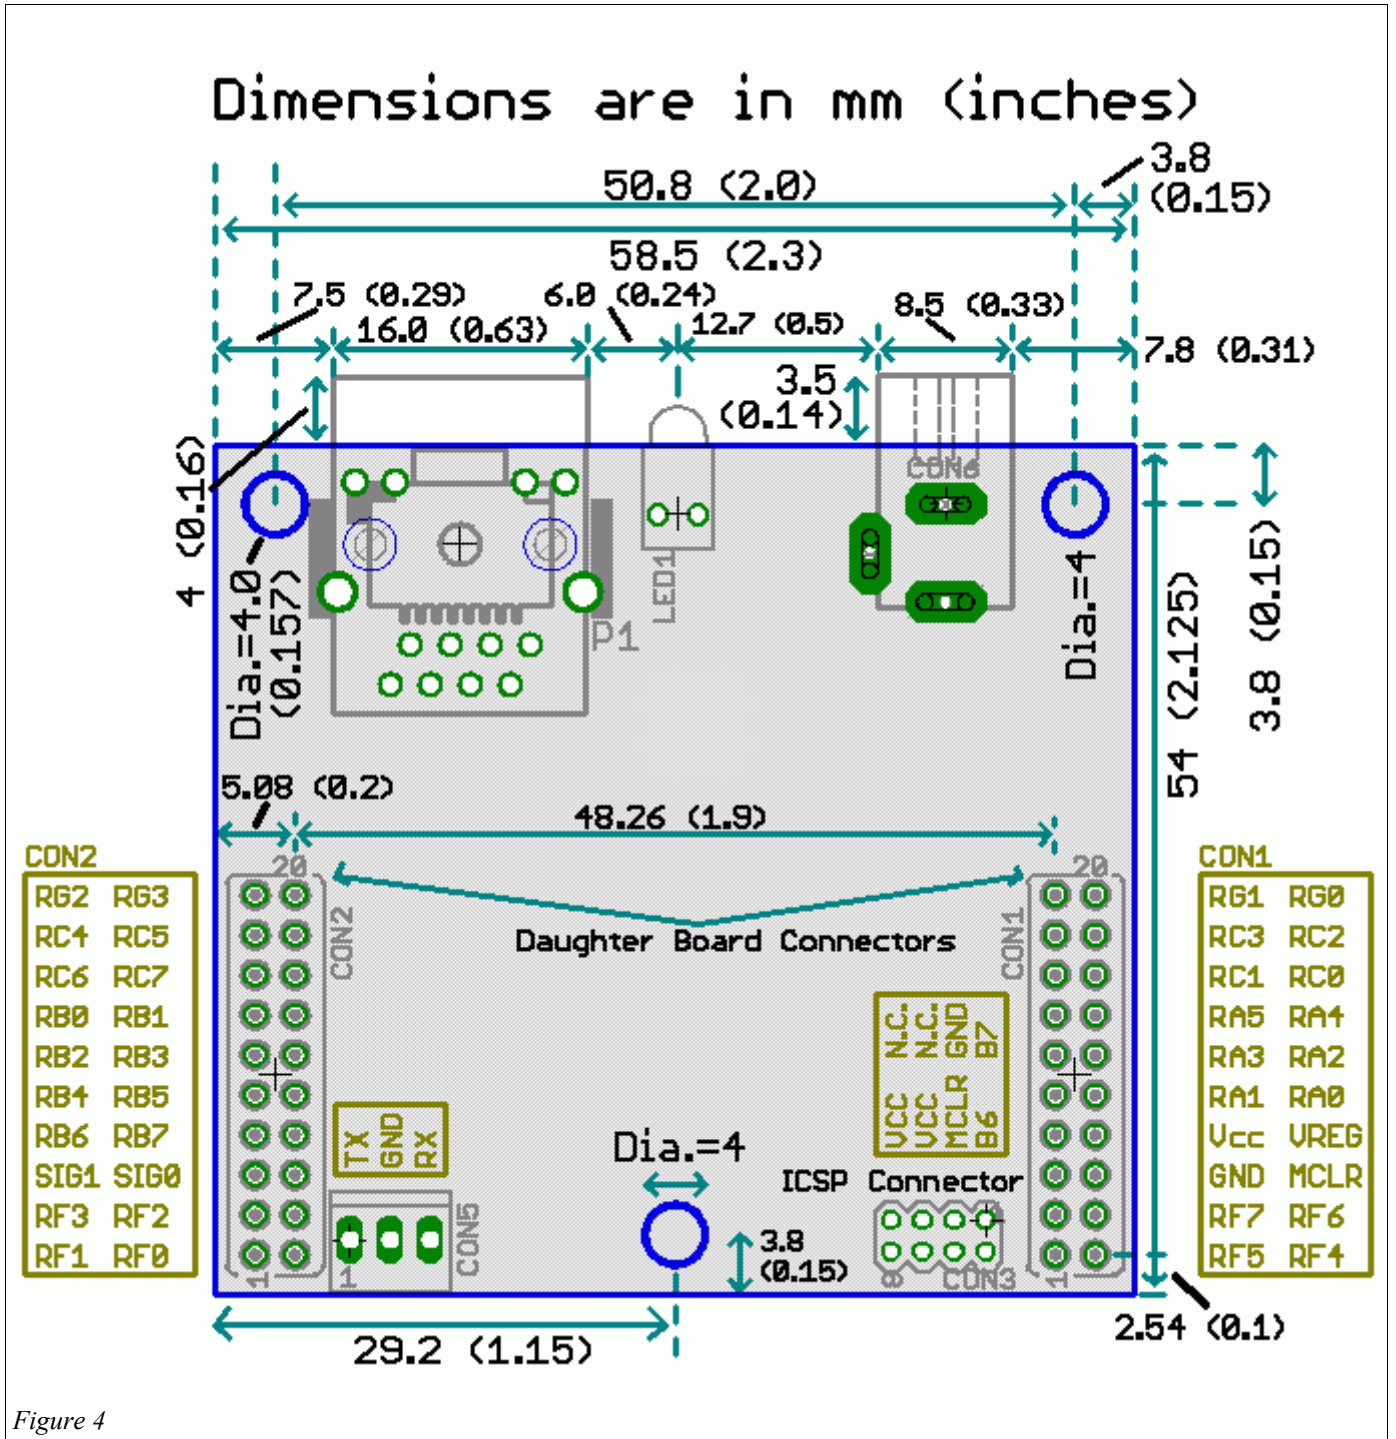 Dimensions are in mm (inches)
3.8
(0.15)
50.8 (2.0)
58.5 (2.3)
7.5 (0.29)
6.0 (0.24)
8.5 (0.33)
16.0 (0.63)
12.7 (0.5)
7.8 (0.31)
3.5
(0.14)
4 (0.16)
CON6
3.8 (0.15)
54 (2.125)
Dia.=4.0
(0.157)
LED1
P1
Dia.=4
5.08 (0.2)
48.26 (1.9)
CON2
RG2 RG3
RC4 RC5
RC6 RC7
RB0 RB1
RB2 RB3
RB4 RB5
RB6 RB7
SIG1 SIG0
RF3 RF2
RF1 RF0
20
CON2
1
Daughter Board Connectors
20
CON1
1
CON1
RG1 RG0
RC3 RC2
RC1 RC0
RA5 RA4
RA3 RA2
RA1 RA0
Vcc VREG
GND MCLR
RF7 RF6
RF5 RF4
VCC N.C.
VCC N.C.
MCLR GND
B6 B7
TX
GND
RX
1
CON5
Dia.=4
ICSP Connector
8
CON3
3.8
(0.15)
29.2 (1.15)
2.54 (0.1)
Figure 4